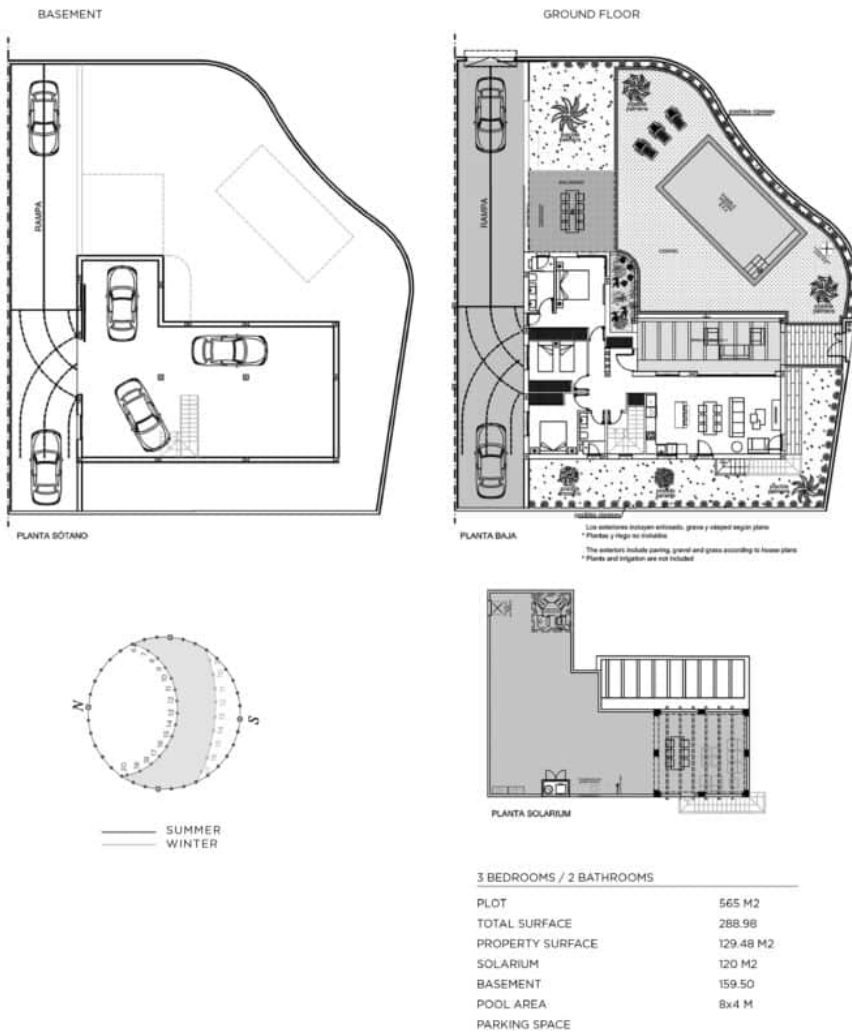 BASEMENT
GROUND FLOOR
RAMPA
RAMPA
PLANTA SÓTANO
PLANTA BAJA
Los exteriores incluyen enlosado, grava y césped según plano
* Plantas y riego no incluidos
The exteriors include paving, gravel and grass according to house plans
* Plants and irrigation are not included
N
S
SUMMER
WINTER
PLANTA SOLARIUM
3 BEDROOMS / 2 BATHROOMS
PLOT 565 M2
TOTAL SURFACE 288.98
PROPERTY SURFACE 129.48 M2
SOLARIUM 120 M2
BASEMENT 159.50
POOL AREA 8x4 M
PARKING SPACE